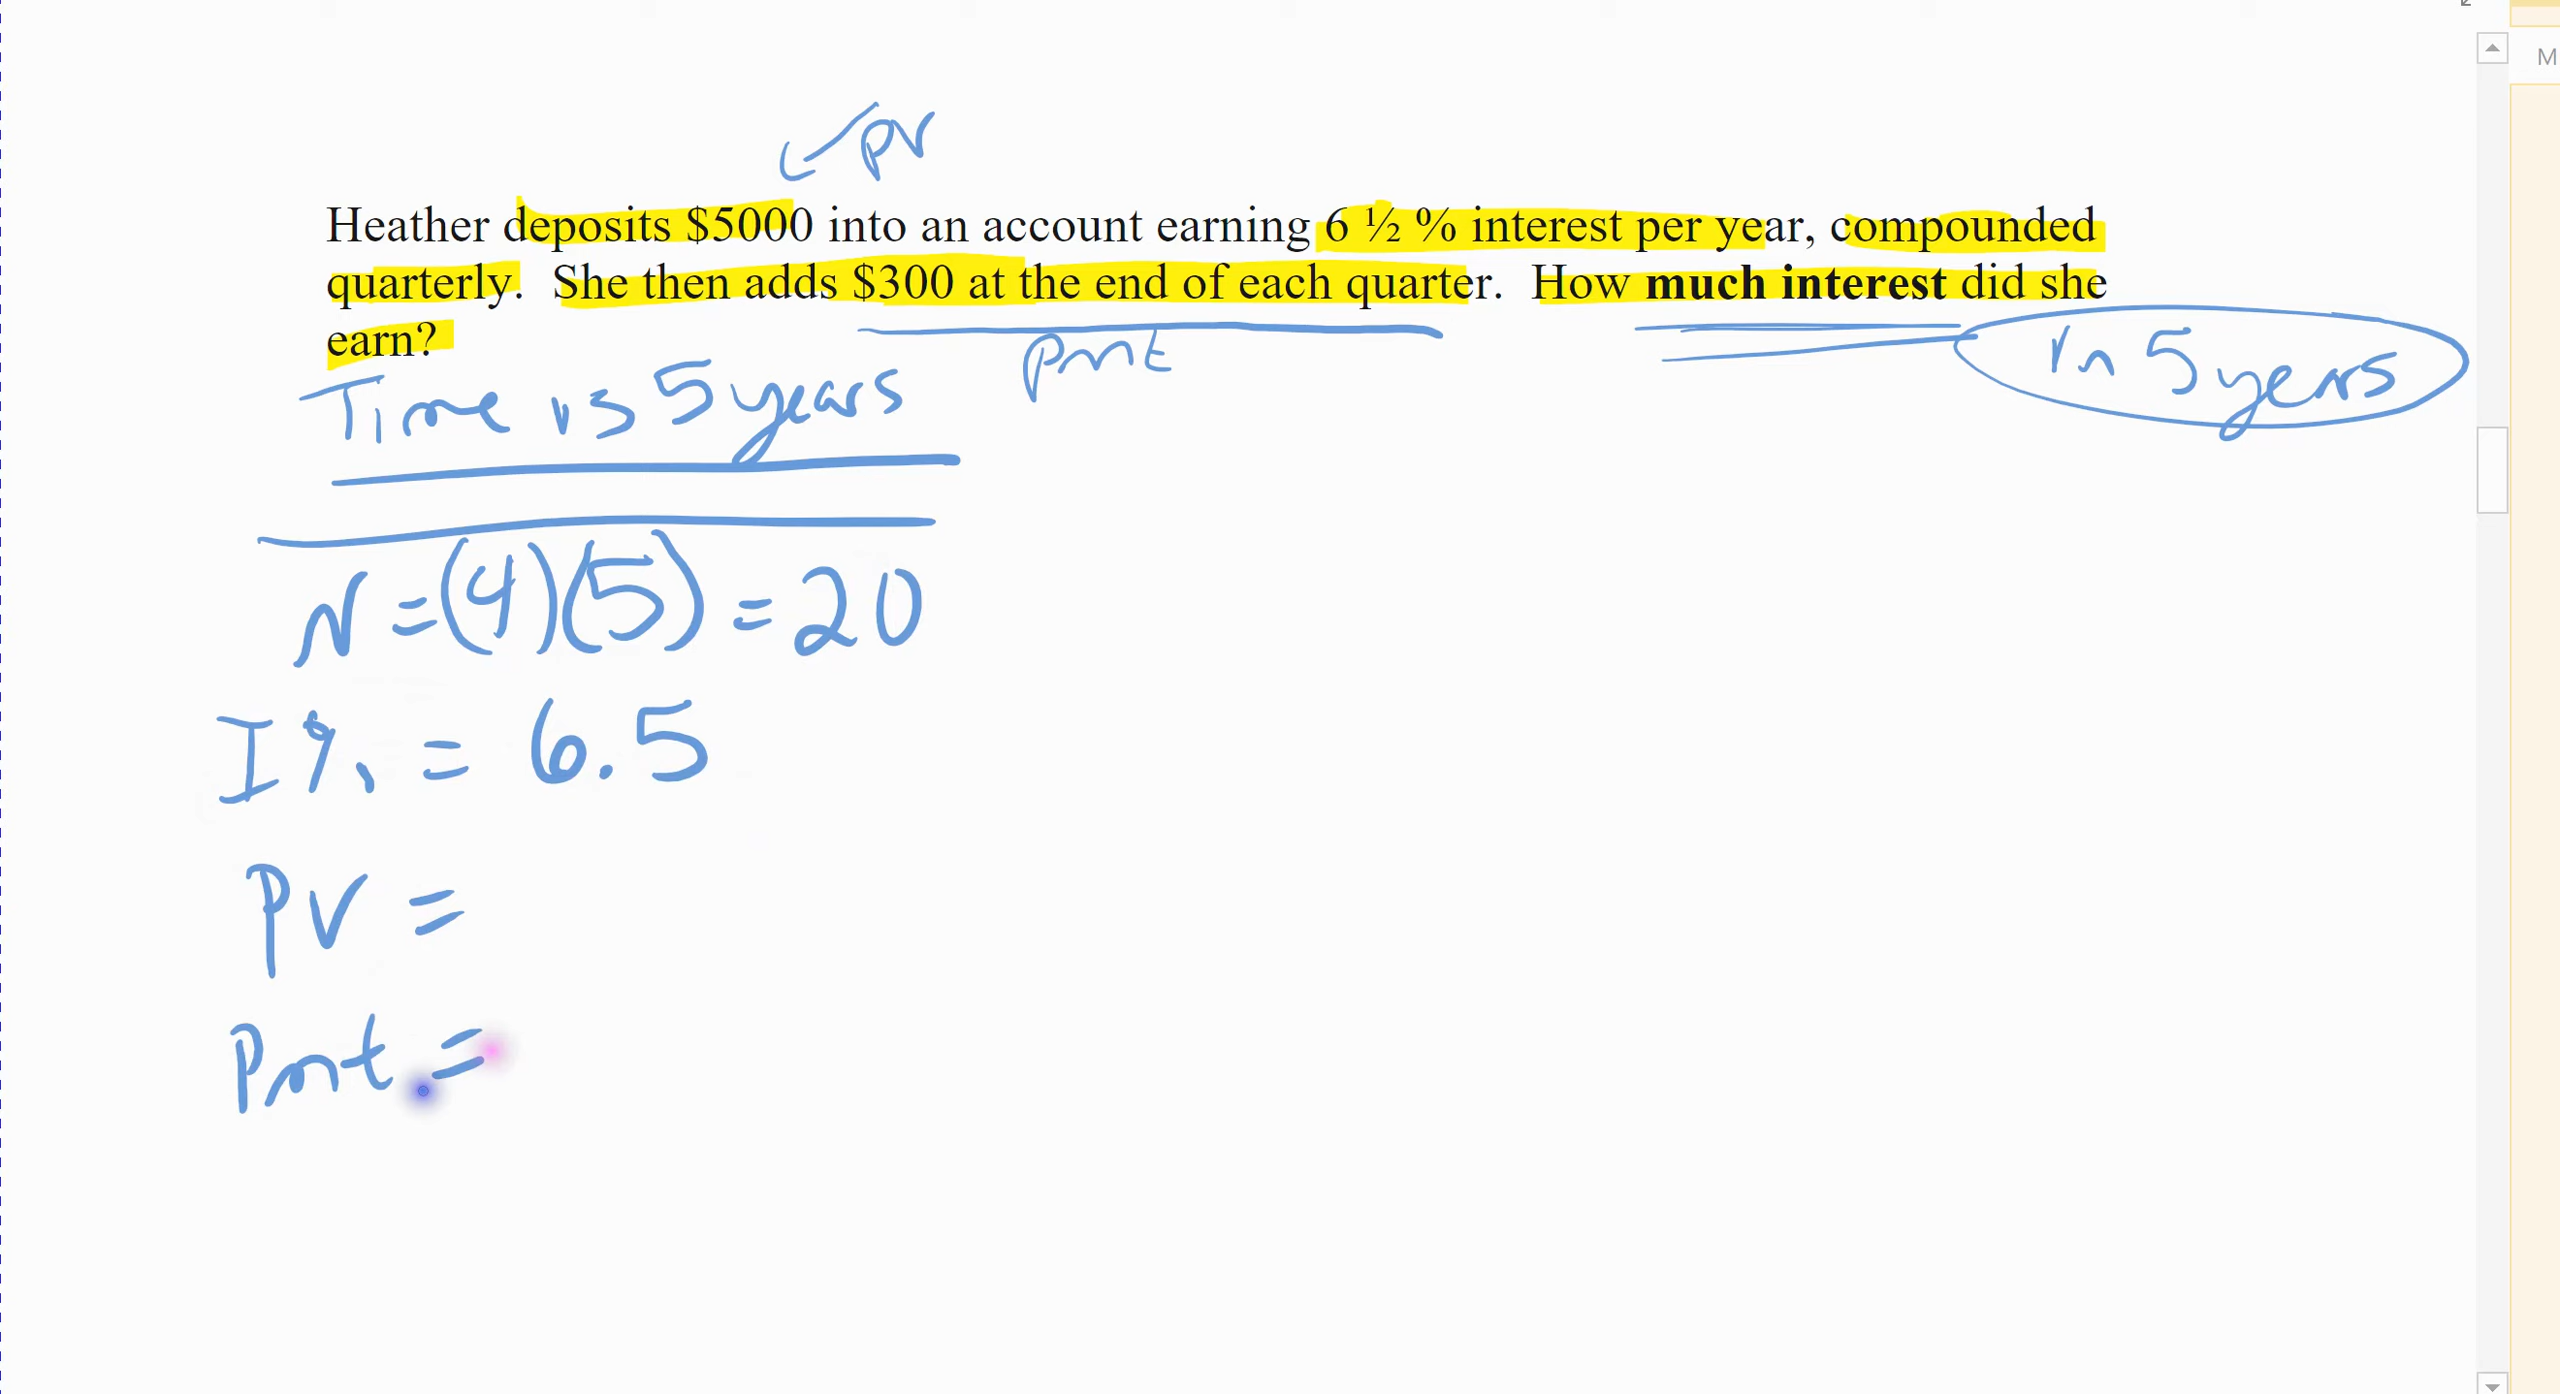 PV
Heather deposits $5000 into an account earning 6 ½ % interest per year, compounded
quarterly. She then adds $300 at the end of each quarter. How much interest did she
earn?
Pmt
in 5 years
Time is 5 years
N = (4)(5) = 20
I% = 6.5
PV =
Pmt =
M